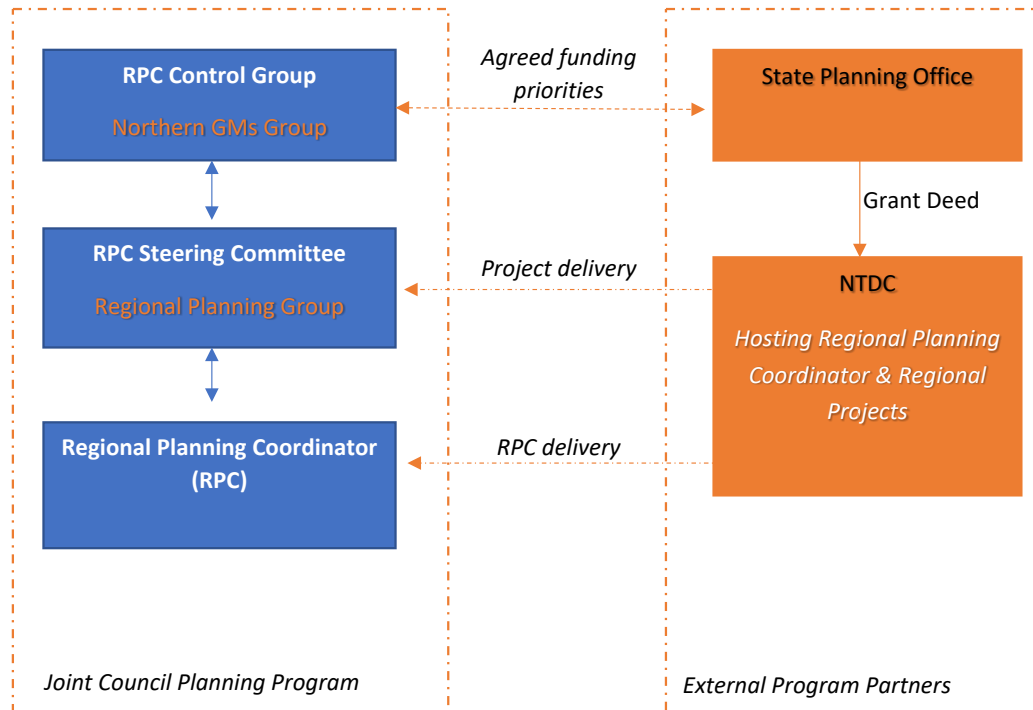 RPC Control Group
Northern GMs Group
Agreed funding
priorities
State Planning Office
Grant Deed
RPC Steering Committee
Regional Planning Group
Project delivery
NTDC
Hosting Regional Planning
Coordinator & Regional
Projects
Regional Planning Coordinator
(RPC)
RPC delivery
Joint Council Planning Program
External Program Partners